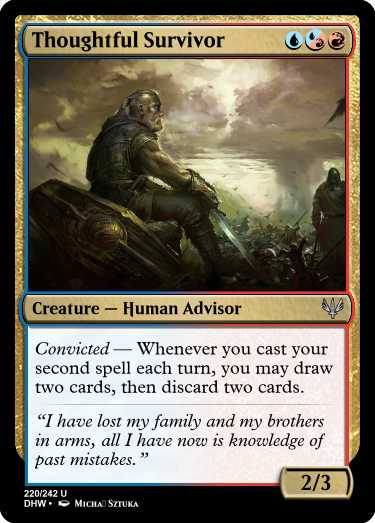 Thoughtful Survivor
Creature — Human Advisor
Convicted — Whenever you cast your
second spell each turn, you may draw
two cards, then discard two cards.
“I have lost my family and my brothers
in arms, all I have now is knowledge of
past mistakes.”
2/3
220/242 U
DHW • Micha Sztuka